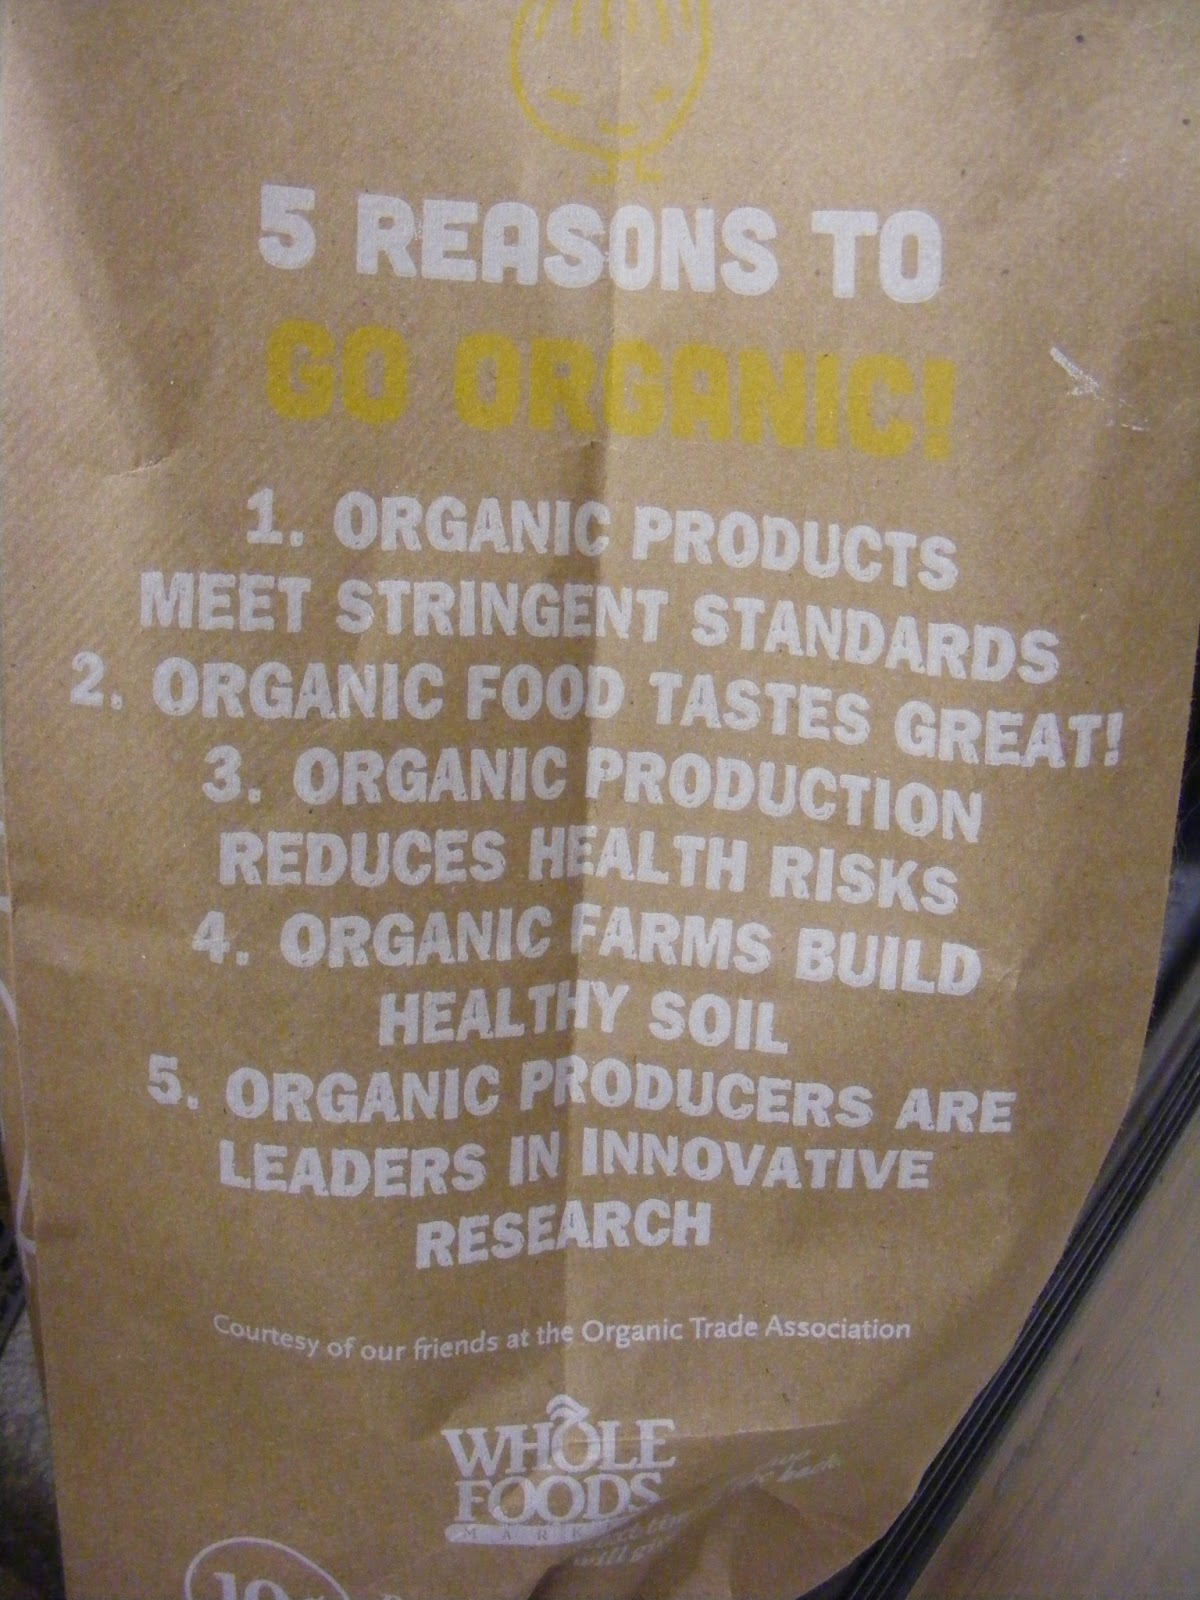 5 REASONS TO
GO ORGANIC!
1. ORGANIC PRODUCTS
MEET STRINGENT STANDARDS
2. ORGANIC FOOD TASTES GREAT!
3. ORGANIC PRODUCTION
REDUCES HEALTH RISKS
4. ORGANIC FARMS BUILD
HEALTHY SOIL
5. ORGANIC PRODUCERS ARE
LEADERS IN INNOVATIVE
RESEARCH
Courtesy of our friends at the Organic Trade Association
WHOLE
FOODS